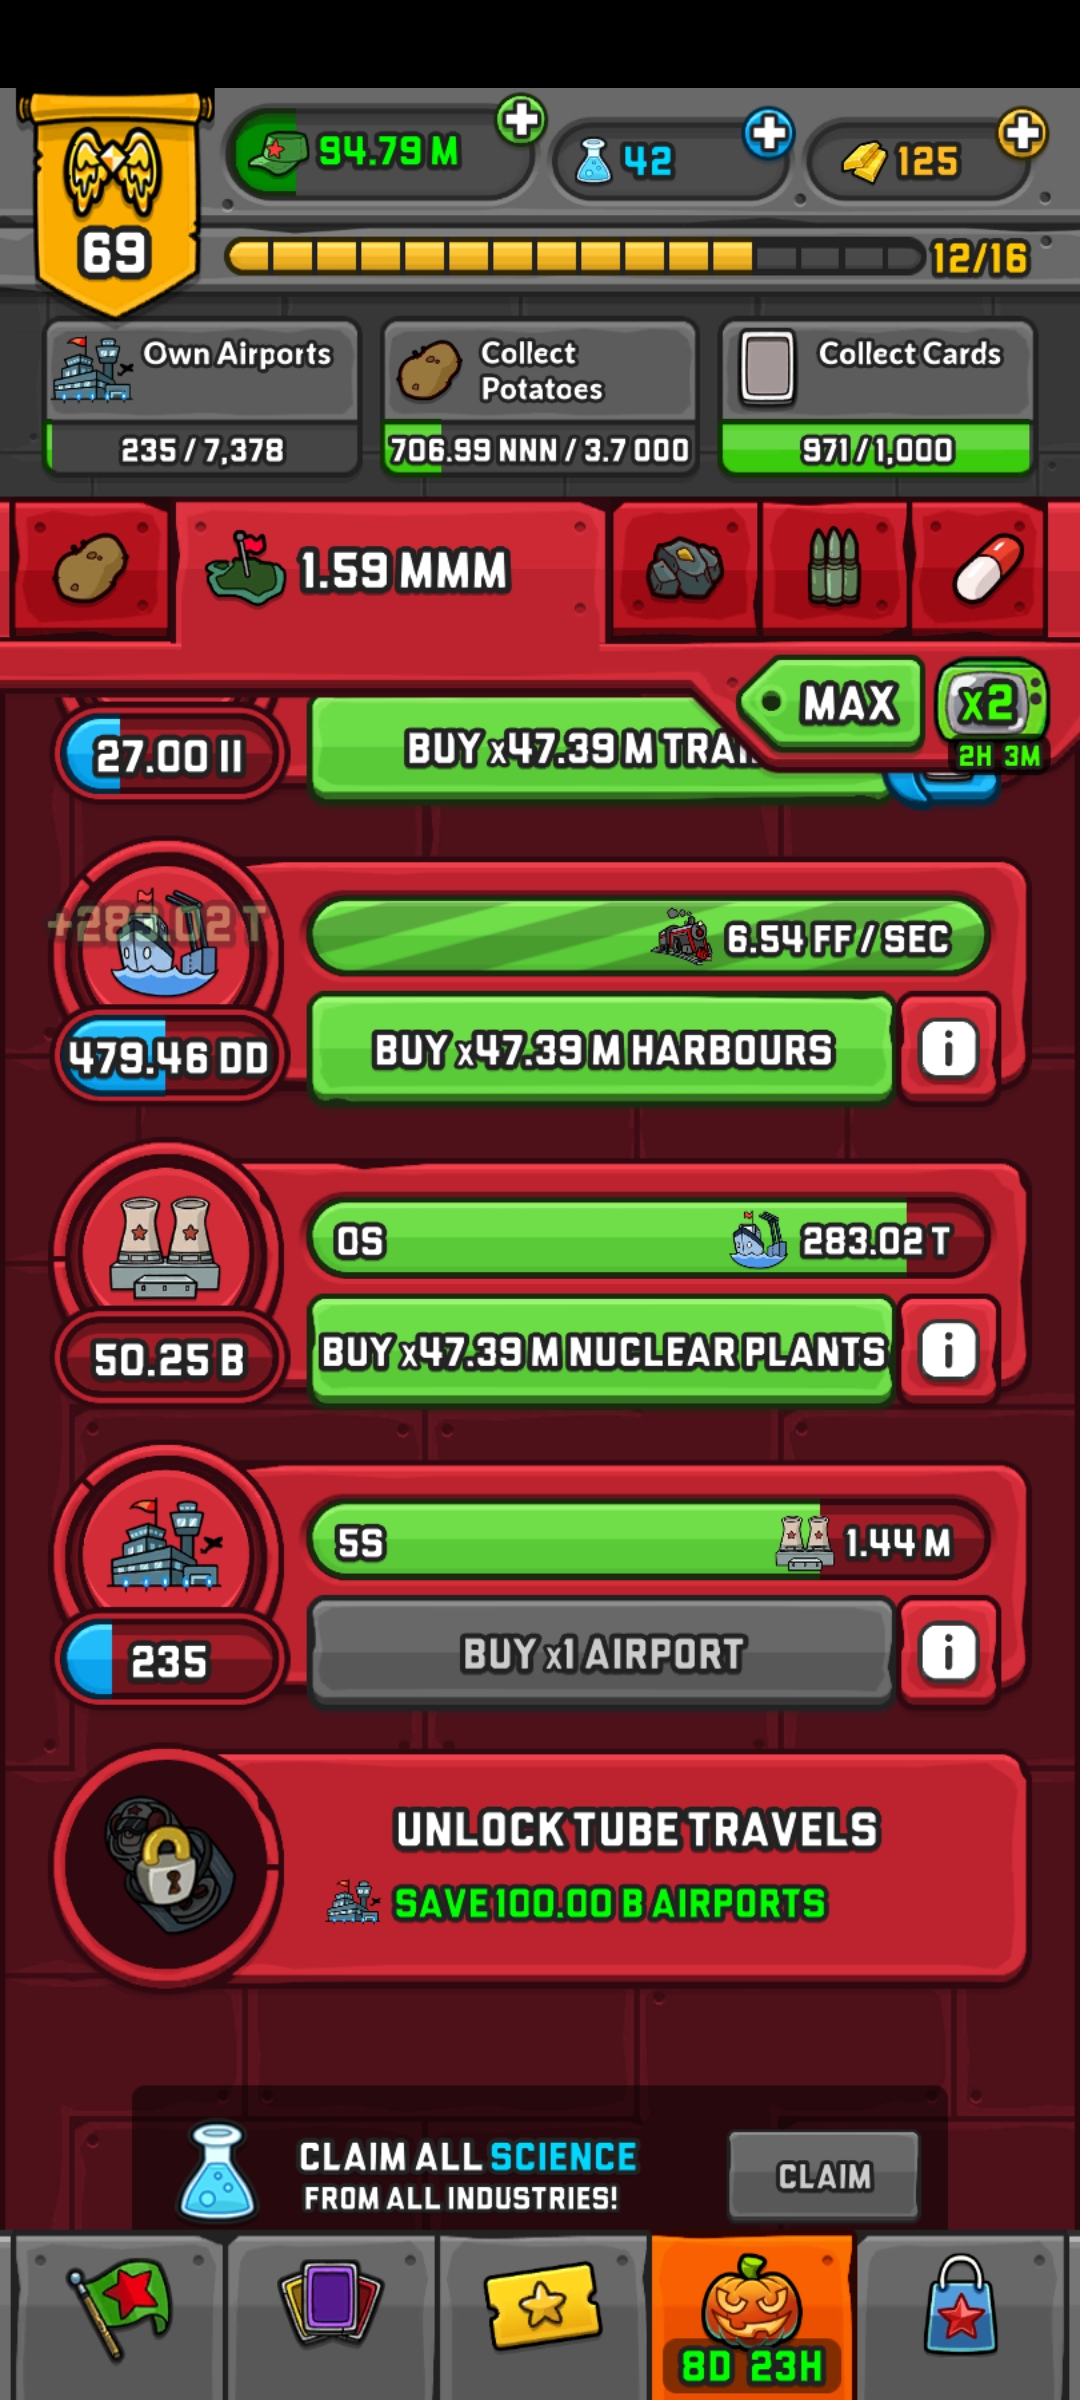 94.79 M
42
125
69
12/16
Own Airports
Collect
Potatoes
Collect Cards
235 / 7,378
706.99 NNN / 3.7 OOO
971 / 1,000
1.59 MMM
MAX
x2
2H 3M
27.00 II
BUY x47.39 M TRAI...
+283.02 T
6.54 FF / SEC
479.46 DD
BUY x47.39 M HARBOURS
i
0S
283.02 T
50.25 B
BUY x47.39 M NUCLEAR PLANTS
i
5S
1.44 M
235
BUY x1 AIRPORT
i
UNLOCK TUBE TRAVELS
SAVE 100.00 B AIRPORTS
CLAIM ALL SCIENCE
FROM ALL INDUSTRIES!
CLAIM
8D 23H